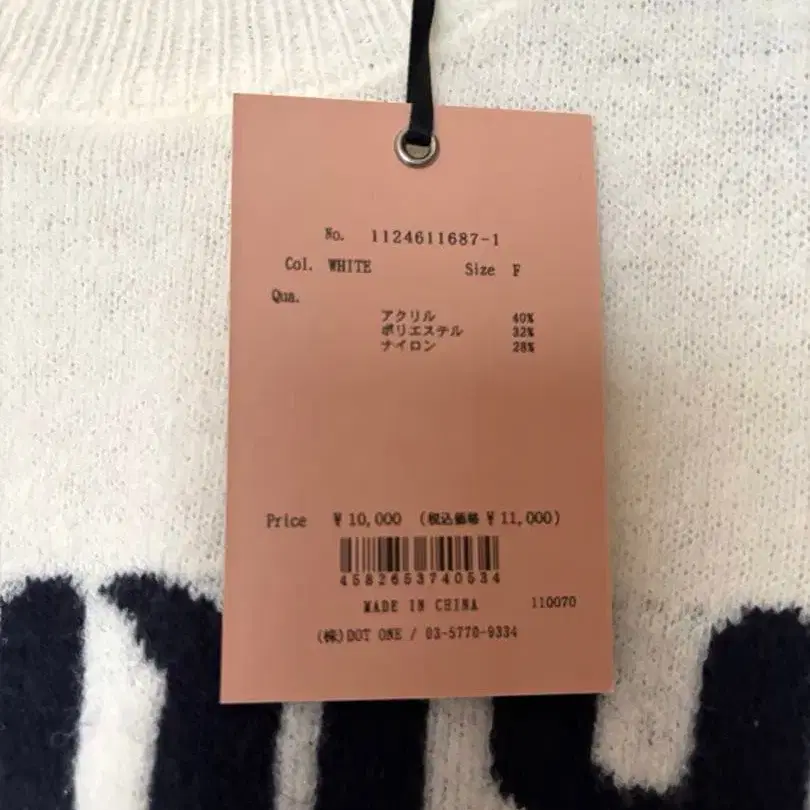 No. 1124611687-1
Col. WHITE Size F
Qua.
アクリル 40%
ポリエステル 32%
ナイロン 28%
Price ¥10,000 (税込価格 ¥11,000)
4582653740534
MADE IN CHINA 110070
(株)DOT ONE / 03-5770-9334